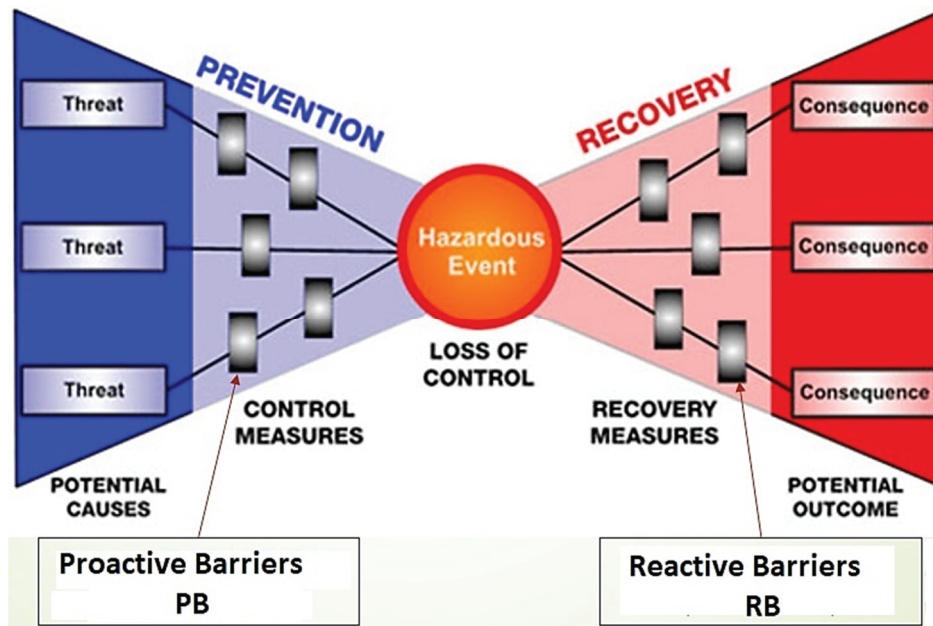 PREVENTION
RECOVERY
Threat
Consequence
Threat
Hazardous
Event
Consequence
Threat
LOSS OF
CONTROL
Consequence
CONTROL
MEASURES
RECOVERY
MEASURES
POTENTIAL
CAUSES
POTENTIAL
OUTCOME
Proactive Barriers
PB
Reactive Barriers
RB